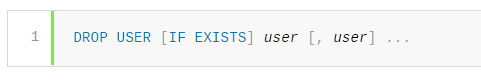 1 DROP USER [IF EXISTS] user [, user] ...